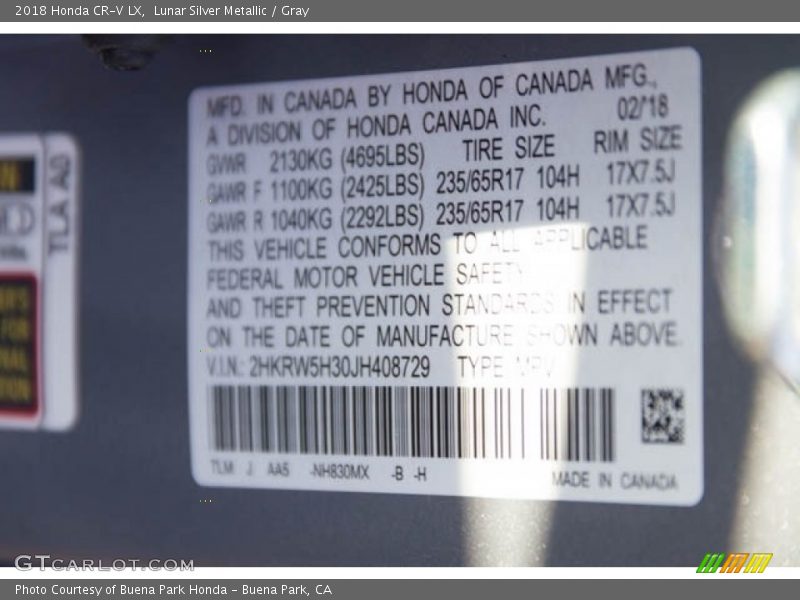 2018 Honda CR-V LX, Lunar Silver Metallic / Gray
MFD. IN CANADA BY HONDA OF CANADA MFG.,
A DIVISION OF HONDA CANADA INC. 02/18
GVWR 2130KG (4695LBS) TIRE SIZE RIM SIZE
GAWR F 1100KG (2425LBS) 235/65R17 104H 17X7.5J
GAWR R 1040KG (2292LBS) 235/65R17 104H 17X7.5J
THIS VEHICLE CONFORMS TO ALL APPLICABLE
FEDERAL MOTOR VEHICLE SAFETY
AND THEFT PREVENTION STANDARDS IN EFFECT
ON THE DATE OF MANUFACTURE SHOWN ABOVE.
V.I.N.: 2HKRW5H30JH408729 TYPE MPV
TLM J AA5 -NH830MX -B -H
MADE IN CANADA
TLA A0
GTCARLOT.COM
Photo Courtesy of Buena Park Honda - Buena Park, CA